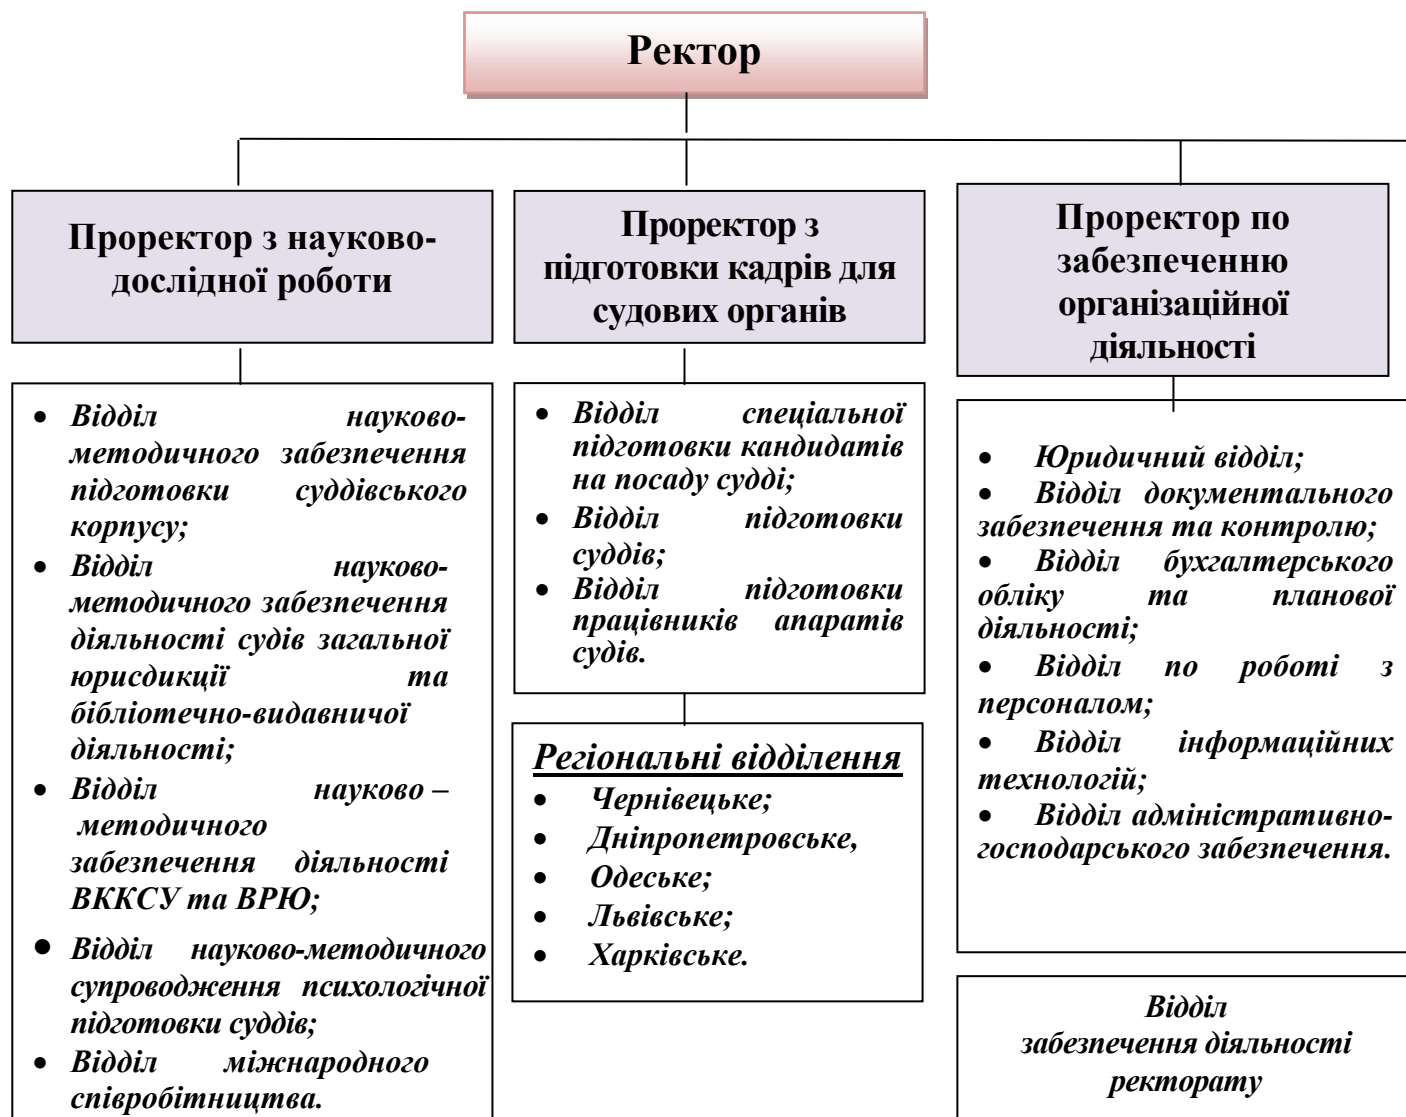 Ректор
Проректор з науково-
дослідної роботи
Проректор з
підготовки кадрів для
судових органів
Проректор по
забезпеченню
організаційної
діяльності
• Відділ науково-
методичного забезпечення
підготовки суддівського
корпусу;
• Відділ науково-
методичного забезпечення
діяльності судів загальної
юрисдикції та
бібліотечно-видавничої
діяльності;
• Відділ науково –
методичного
забезпечення діяльності
ВККСУ та ВРЮ;
• Відділ науково-методичного
супроводження психологічної
підготовки суддів;
• Відділ міжнародного
співробітництва.
• Відділ спеціальної
підготовки кандидатів
на посаду судді;
• Відділ підготовки
суддів;
• Відділ підготовки
працівників апаратів
судів.
Регіональні відділення
• Чернівецьке;
• Дніпропетровське,
• Одеське;
• Львівське;
• Харківське.
• Юридичний відділ;
• Відділ документального
забезпечення та контролю;
• Відділ бухгалтерського
обліку та планової
діяльності;
• Відділ по роботі з
персоналом;
• Відділ інформаційних
технологій;
• Відділ адміністративно-
господарського забезпечення.
Відділ
забезпечення діяльності
ректорату